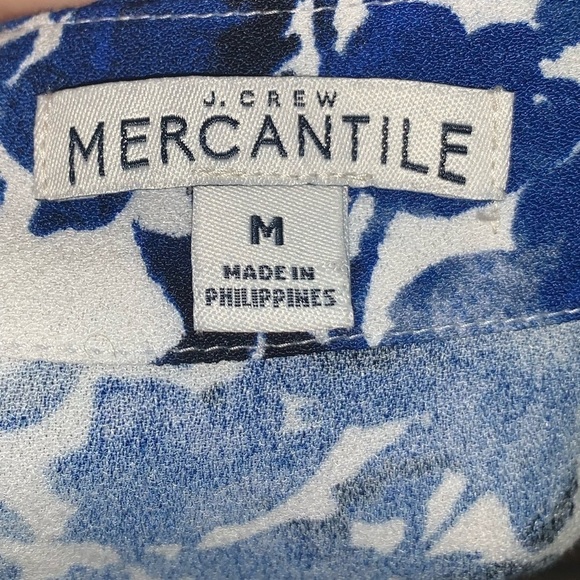 J. CREW
MERCANTILE
M
MADE IN
PHILIPPINES